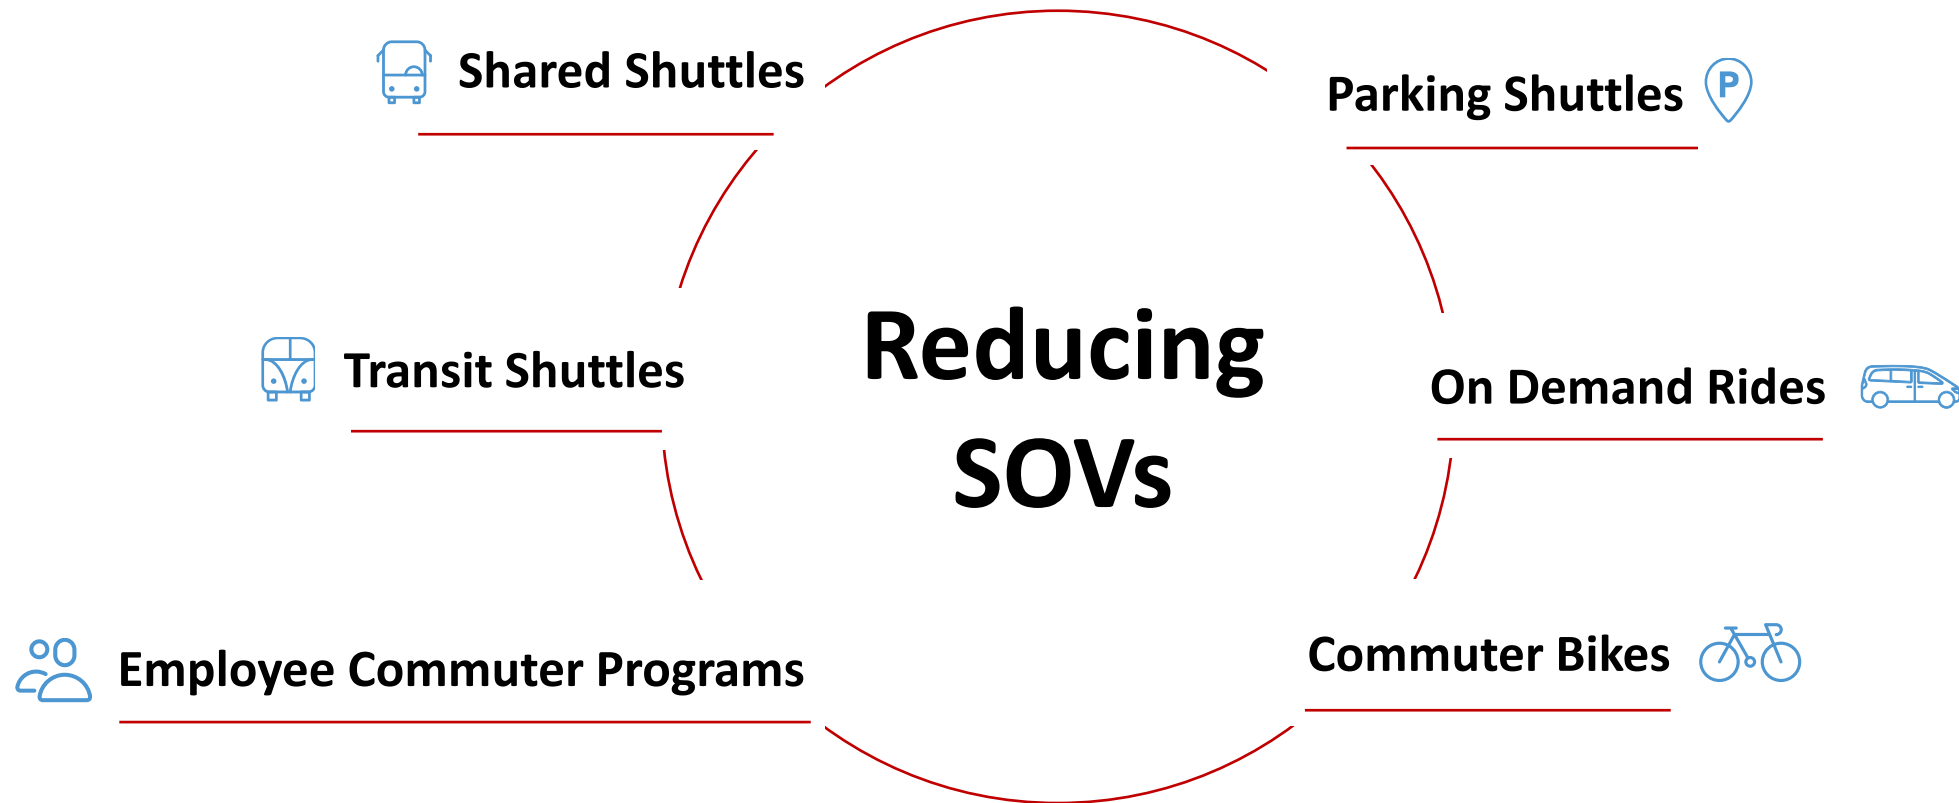 Shared Shuttles
Parking Shuttles
P
Reducing
SOVs
Transit Shuttles
On Demand Rides
Employee Commuter Programs
Commuter Bikes